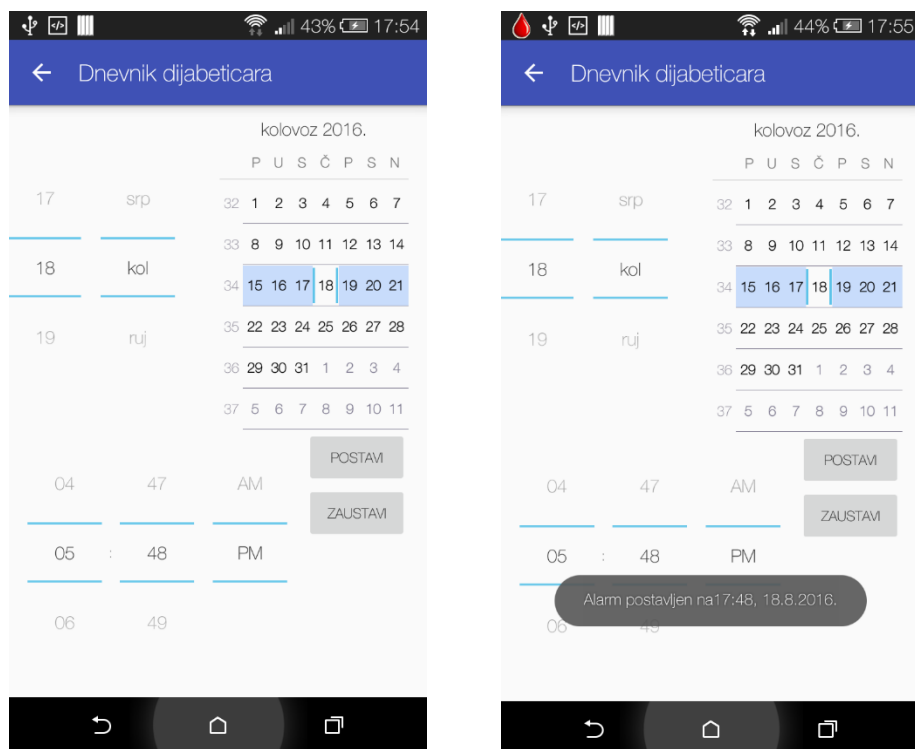 43% 17:54
Dnevnik dijabeticara
kolovoz 2016.
P U S Č P S N
17 srp 32 1 2 3 4 5 6 7
33 8 9 10 11 12 13 14
18 kol 34 15 16 17 18 19 20 21
19 ruj 35 22 23 24 25 26 27 28
36 29 30 31 1 2 3 4
37 5 6 7 8 9 10 11
POSTAVI
04 47 AM
ZAUSTAVI
05 : 48 PM
06 49
44% 17:55
Dnevnik dijabeticara
kolovoz 2016.
P U S Č P S N
17 srp 32 1 2 3 4 5 6 7
33 8 9 10 11 12 13 14
18 kol 34 15 16 17 18 19 20 21
19 ruj 35 22 23 24 25 26 27 28
36 29 30 31 1 2 3 4
37 5 6 7 8 9 10 11
POSTAVI
04 47 AM
ZAUSTAVI
05 : 48 PM
Alarm postavljen na17:48, 18.8.2016.
06 49